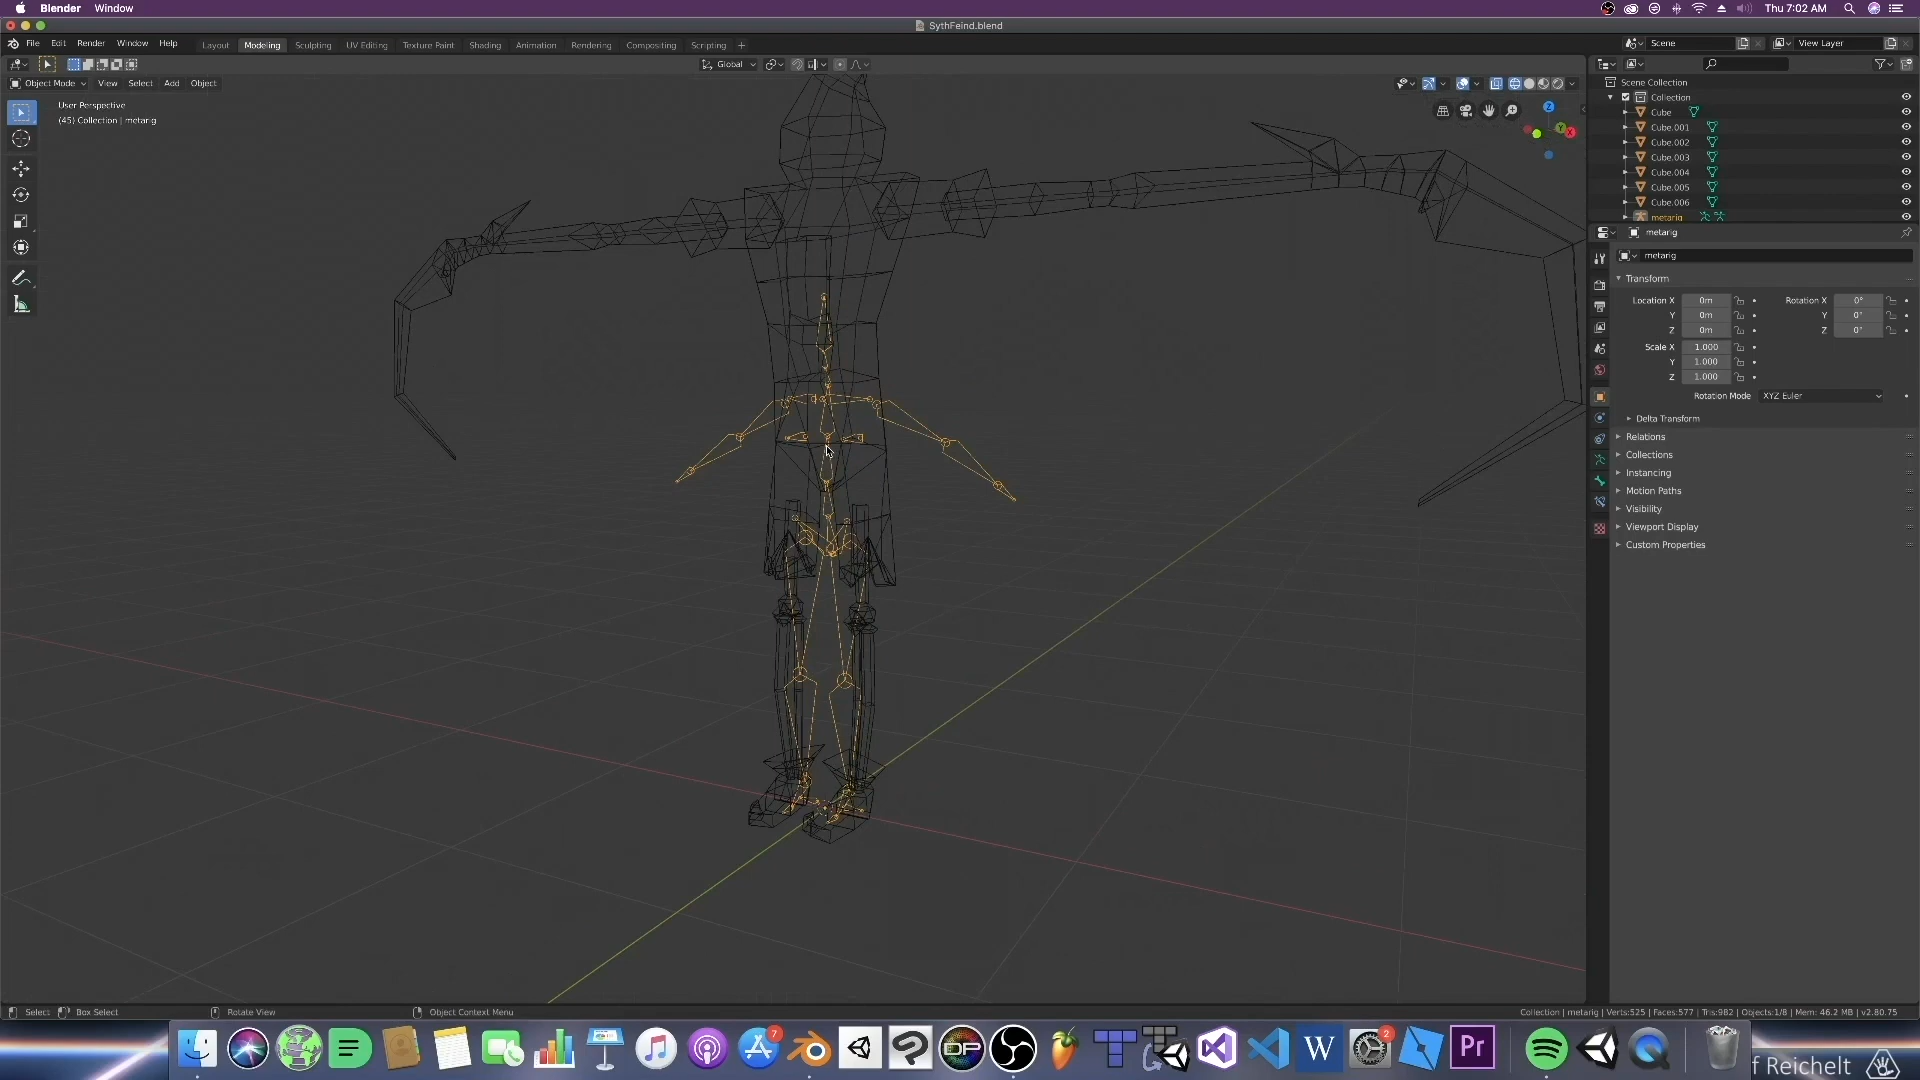 Blender Window
Thu 7:02 AM
SythFeind.blend
File Edit Render Window Help
Layout Modeling Sculpting UV Editing Texture Paint Shading Animation Rendering Compositing Scripting +
Scene
View Layer
Global
Object Mode View Select Add Object
User Perspective
(45) Collection | metarig
Z
Y
X
Scene Collection
Collection
Cube
Cube.001
Cube.002
Cube.003
Cube.004
Cube.005
Cube.006
metarig
metarig
metarig
Transform
Location X 0m Rotation X 0°
Y 0m Y 0°
Z 0m Z 0°
Scale X 1.000
Y 1.000
Z 1.000
Rotation Mode XYZ Euler
Delta Transform
Relations
Collections
Instancing
Motion Paths
Visibility
Viewport Display
Custom Properties
Select Box Select Rotate View Object Context Menu
Collection | metarig | Verts:525 | Faces:577 | Tris:982 | Objects:1/8 | Mem: 46.2 MB | v2.80.75
7
DP
W
2
Pr
f Reichelt